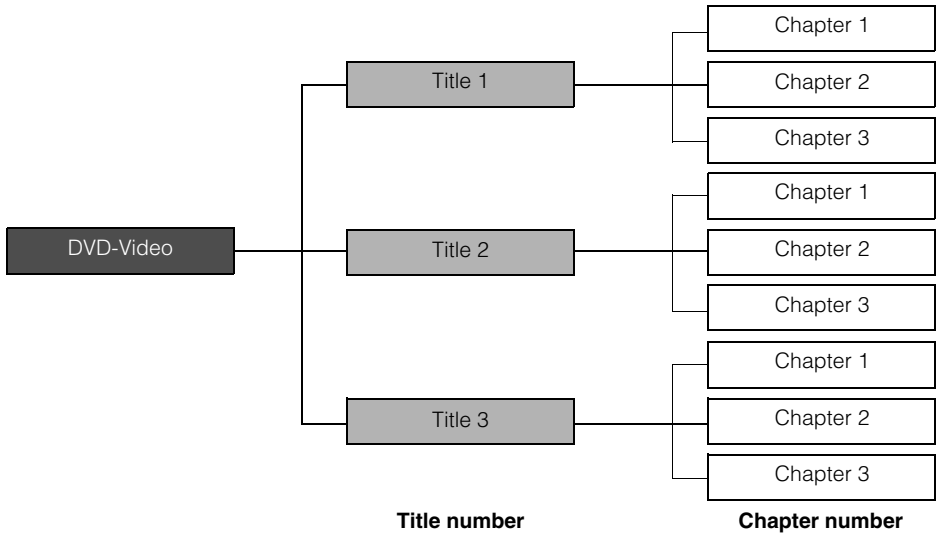 Chapter 1
Title 1
Chapter 2
Chapter 3
Chapter 1
DVD-Video
Title 2
Chapter 2
Chapter 3
Chapter 1
Title 3
Chapter 2
Chapter 3
Title number
Chapter number